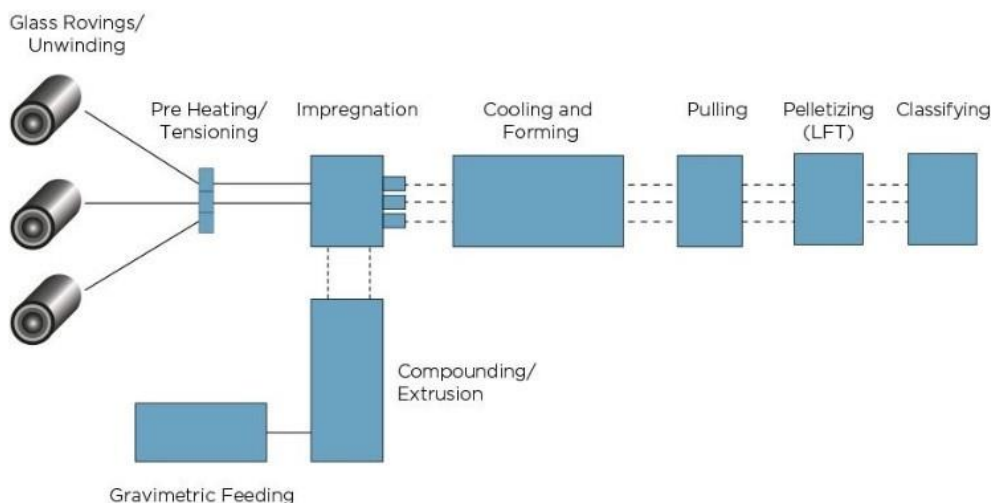 Glass Rovings/
Unwinding
Pre Heating/
Tensioning
Impregnation
Cooling and
Forming
Pulling
Pelletizing
(LFT)
Classifying
Compounding/
Extrusion
Gravimetric Feeding